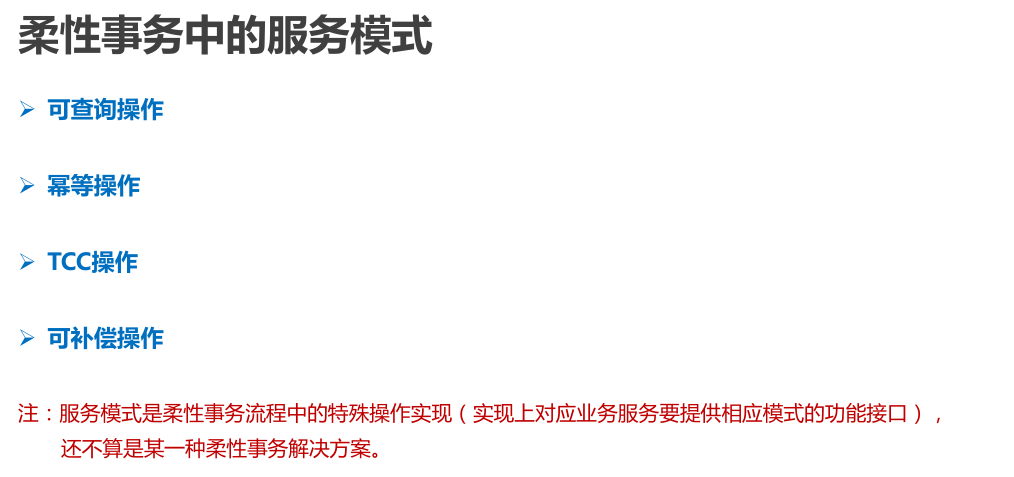 柔性事务中的服务模式
➢ 可查询操作
➢ 幂等操作
➢ TCC操作
➢ 可补偿操作
注：服务模式是柔性事务流程中的特殊操作实现（实现上对应业务服务要提供相应模式的功能接口），
还不算是某一种柔性事务解决方案。